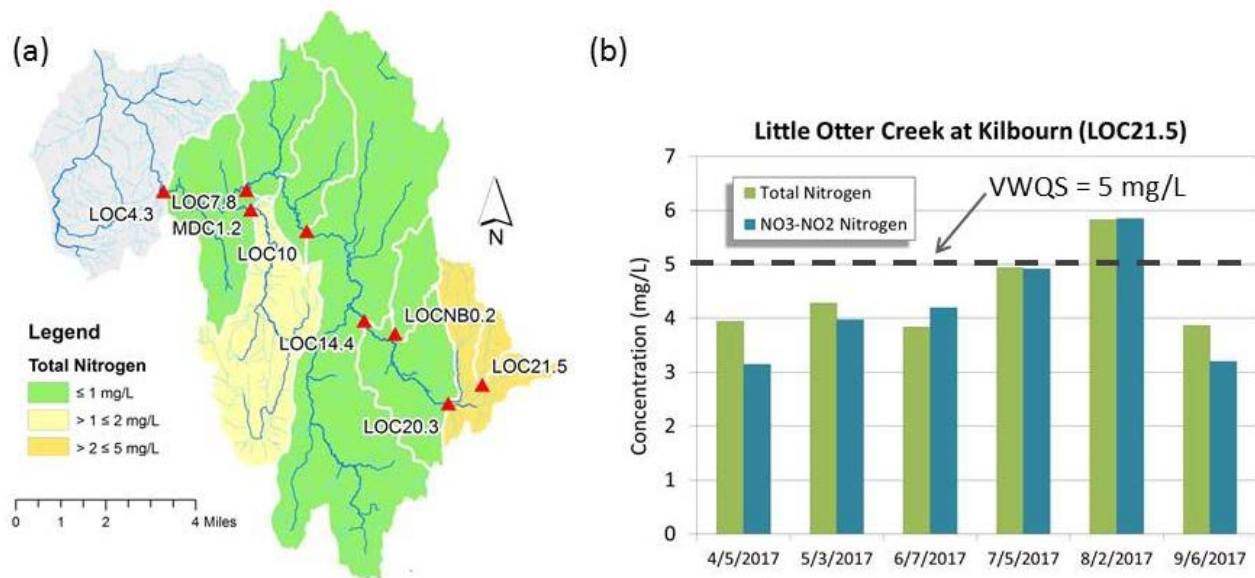 (a)
LOC4.3
LOC7.8
MDC1.2
LOC10
N
LOCNB0.2
LOC14.4
LOC21.5
LOC20.3
Legend
Total Nitrogen
≤ 1 mg/L
> 1 ≤ 2 mg/L
> 2 ≤ 5 mg/L
0 1 2 4 Miles
(b)
Little Otter Creek at Kilbourn (LOC21.5)
Total Nitrogen
NO3-NO2 Nitrogen
VWQS = 5 mg/L
Concentration (mg/L)
7
6
5
4
3
2
1
0
4/5/2017 5/3/2017 6/7/2017 7/5/2017 8/2/2017 9/6/2017